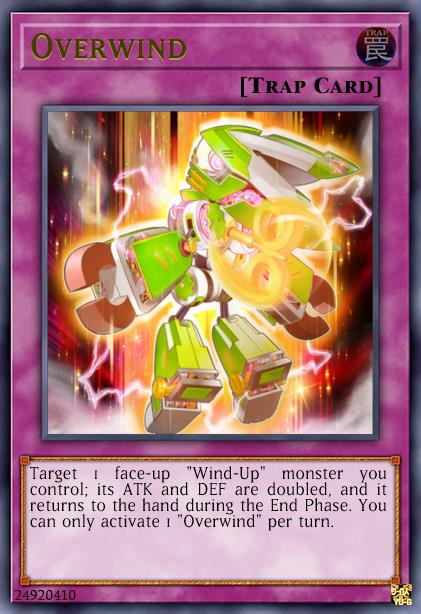 OVERWIND
TRAP
罠
[TRAP CARD]
Target 1 face-up "Wind-Up" monster you
control; its ATK and DEF are doubled, and it
returns to the hand during the End Phase. You
can only activate 1 "Overwind" per turn.
24920410